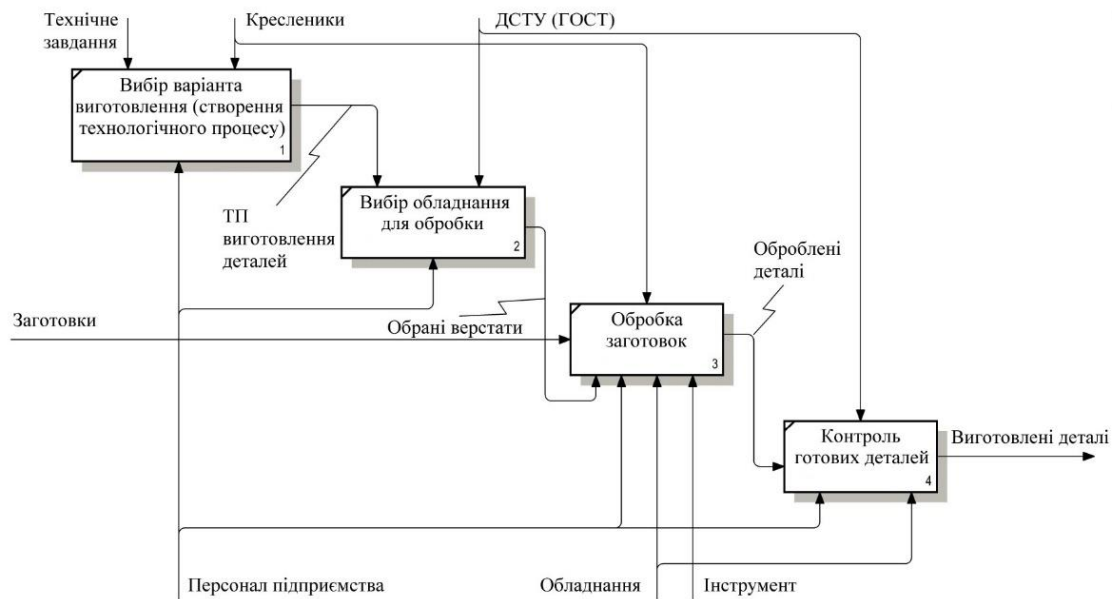 Технічне
завдання
Кресленики
ДСТУ (ГОСТ)
Вибір варіанта
виготовлення (створення
технологічного процесу)
1
ТП
виготовлення
деталей
Вибір обладнання
для обробки
2
Оброблені
деталі
Заготовки
Обрані верстати
Обробка
заготовок
3
Контроль
готових деталей
4
Виготовлені деталі
Персонал підприємства
Обладнання
Інструмент